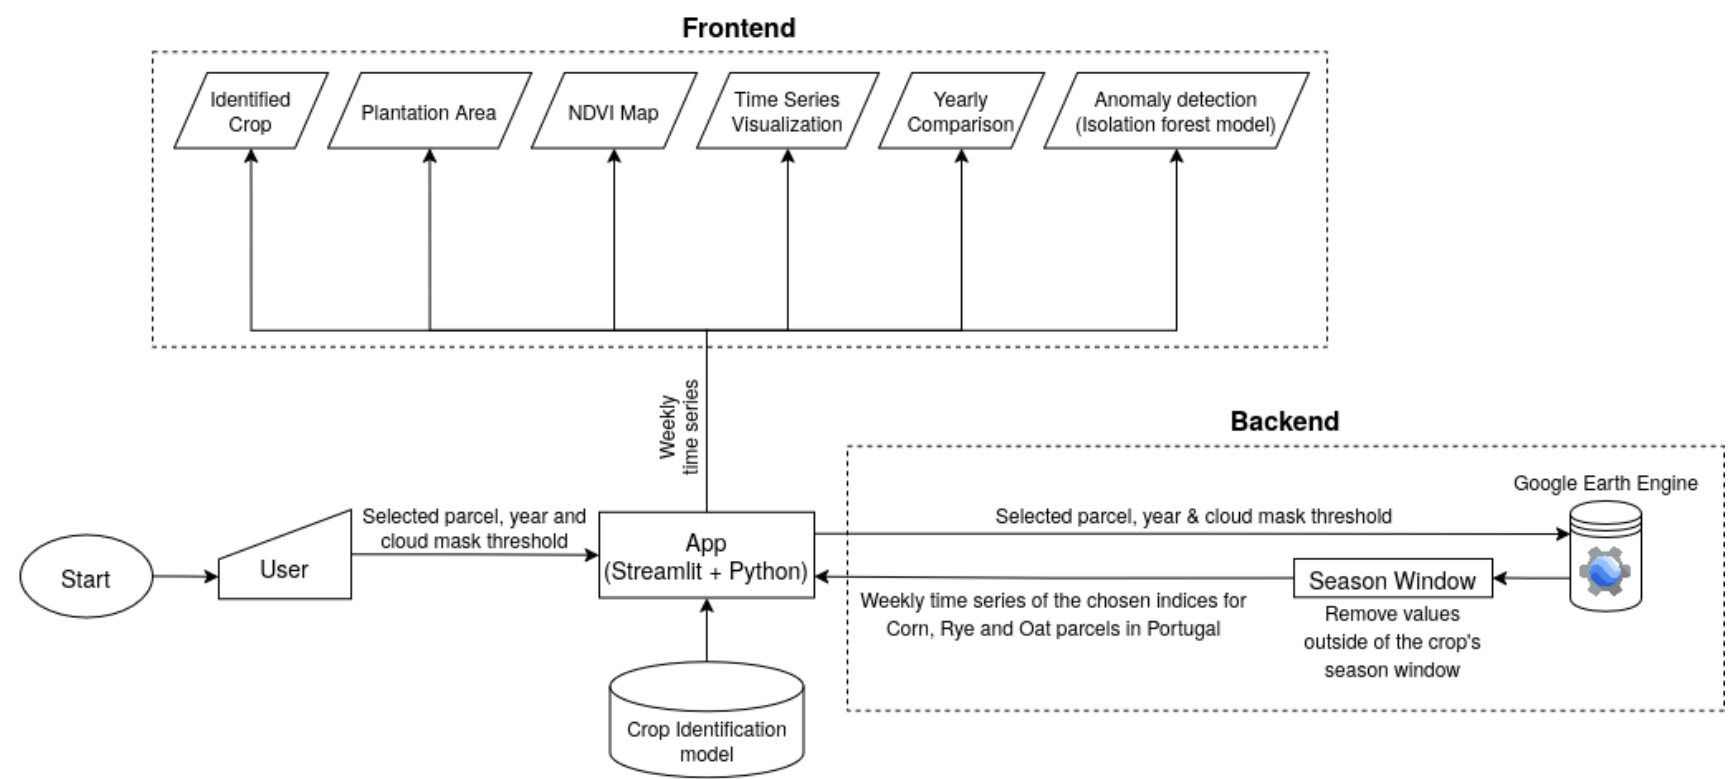 Frontend
Identified
Crop
Plantation Area
NDVI Map
Time Series
Visualization
Yearly
Comparison
Anomaly detection
(Isolation forest model)
Weekly
time series
Backend
Google Earth Engine
Start
User
Selected parcel, year and
cloud mask threshold
App
(Streamlit + Python)
Selected parcel, year & cloud mask threshold
Season Window
Remove values
outside of the crop's
season window
Weekly time series of the chosen indices for
Corn, Rye and Oat parcels in Portugal
Crop Identification
model